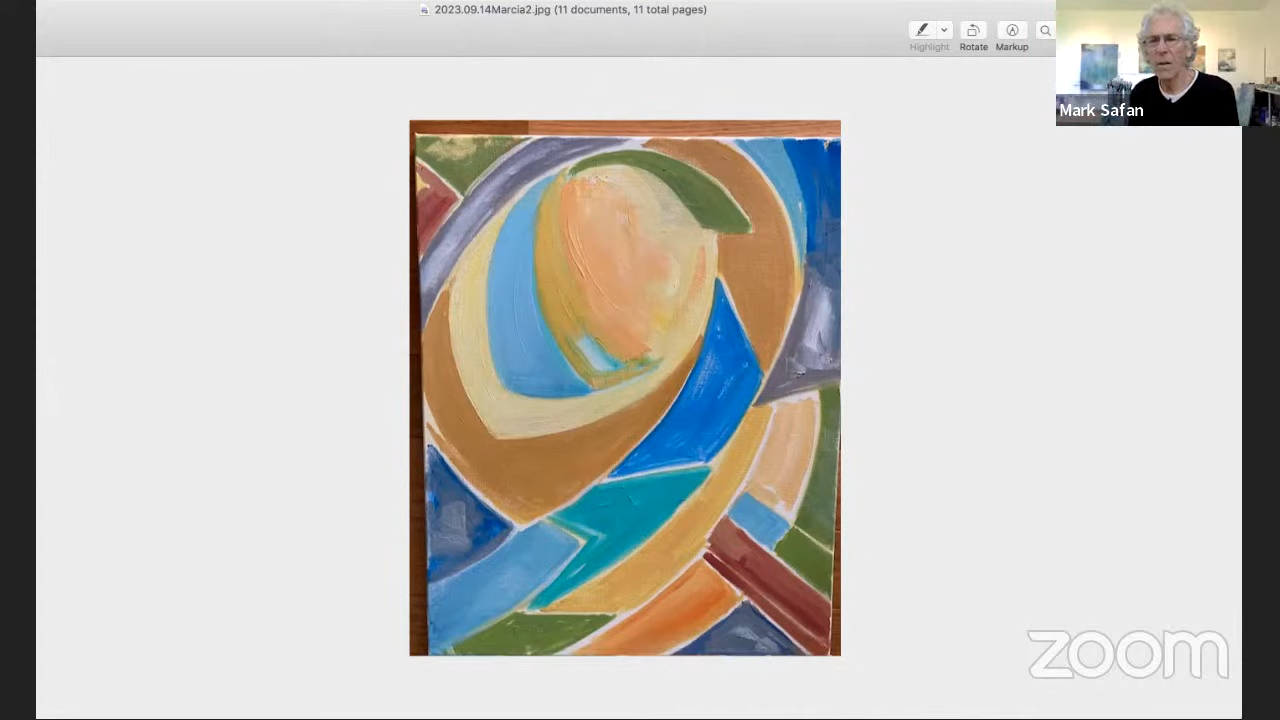 2023.09.14Marcia2.jpg (11 documents, 11 total pages)
Highlight Rotate Markup
Mark Safan
zoom